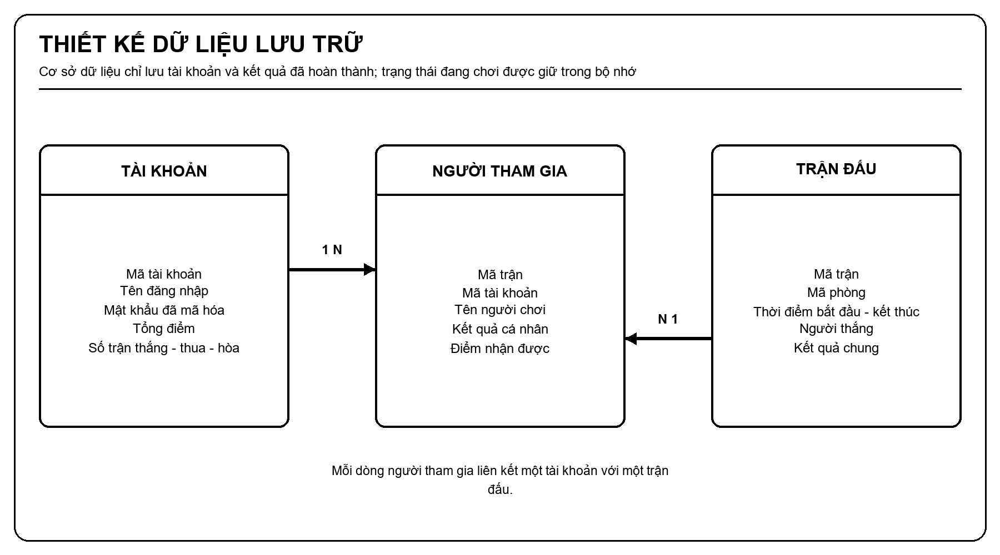 THIẾT KẾ DỮ LIỆU LƯU TRỮ
Cơ sở dữ liệu chỉ lưu tài khoản và kết quả đã hoàn thành; trạng thái đang chơi được giữ trong bộ nhớ
TÀI KHOẢN
Mã tài khoản
Tên đăng nhập
Mật khẩu đã mã hóa
Tổng điểm
Số trận thắng - thua - hòa
1 N
NGƯỜI THAM GIA
Mã trận
Mã tài khoản
Tên người chơi
Kết quả cá nhân
Điểm nhận được
N 1
TRẬN ĐẤU
Mã trận
Mã phòng
Thời điểm bắt đầu - kết thúc
Người thắng
Kết quả chung
Mỗi dòng người tham gia liên kết một tài khoản với một trận
đấu.